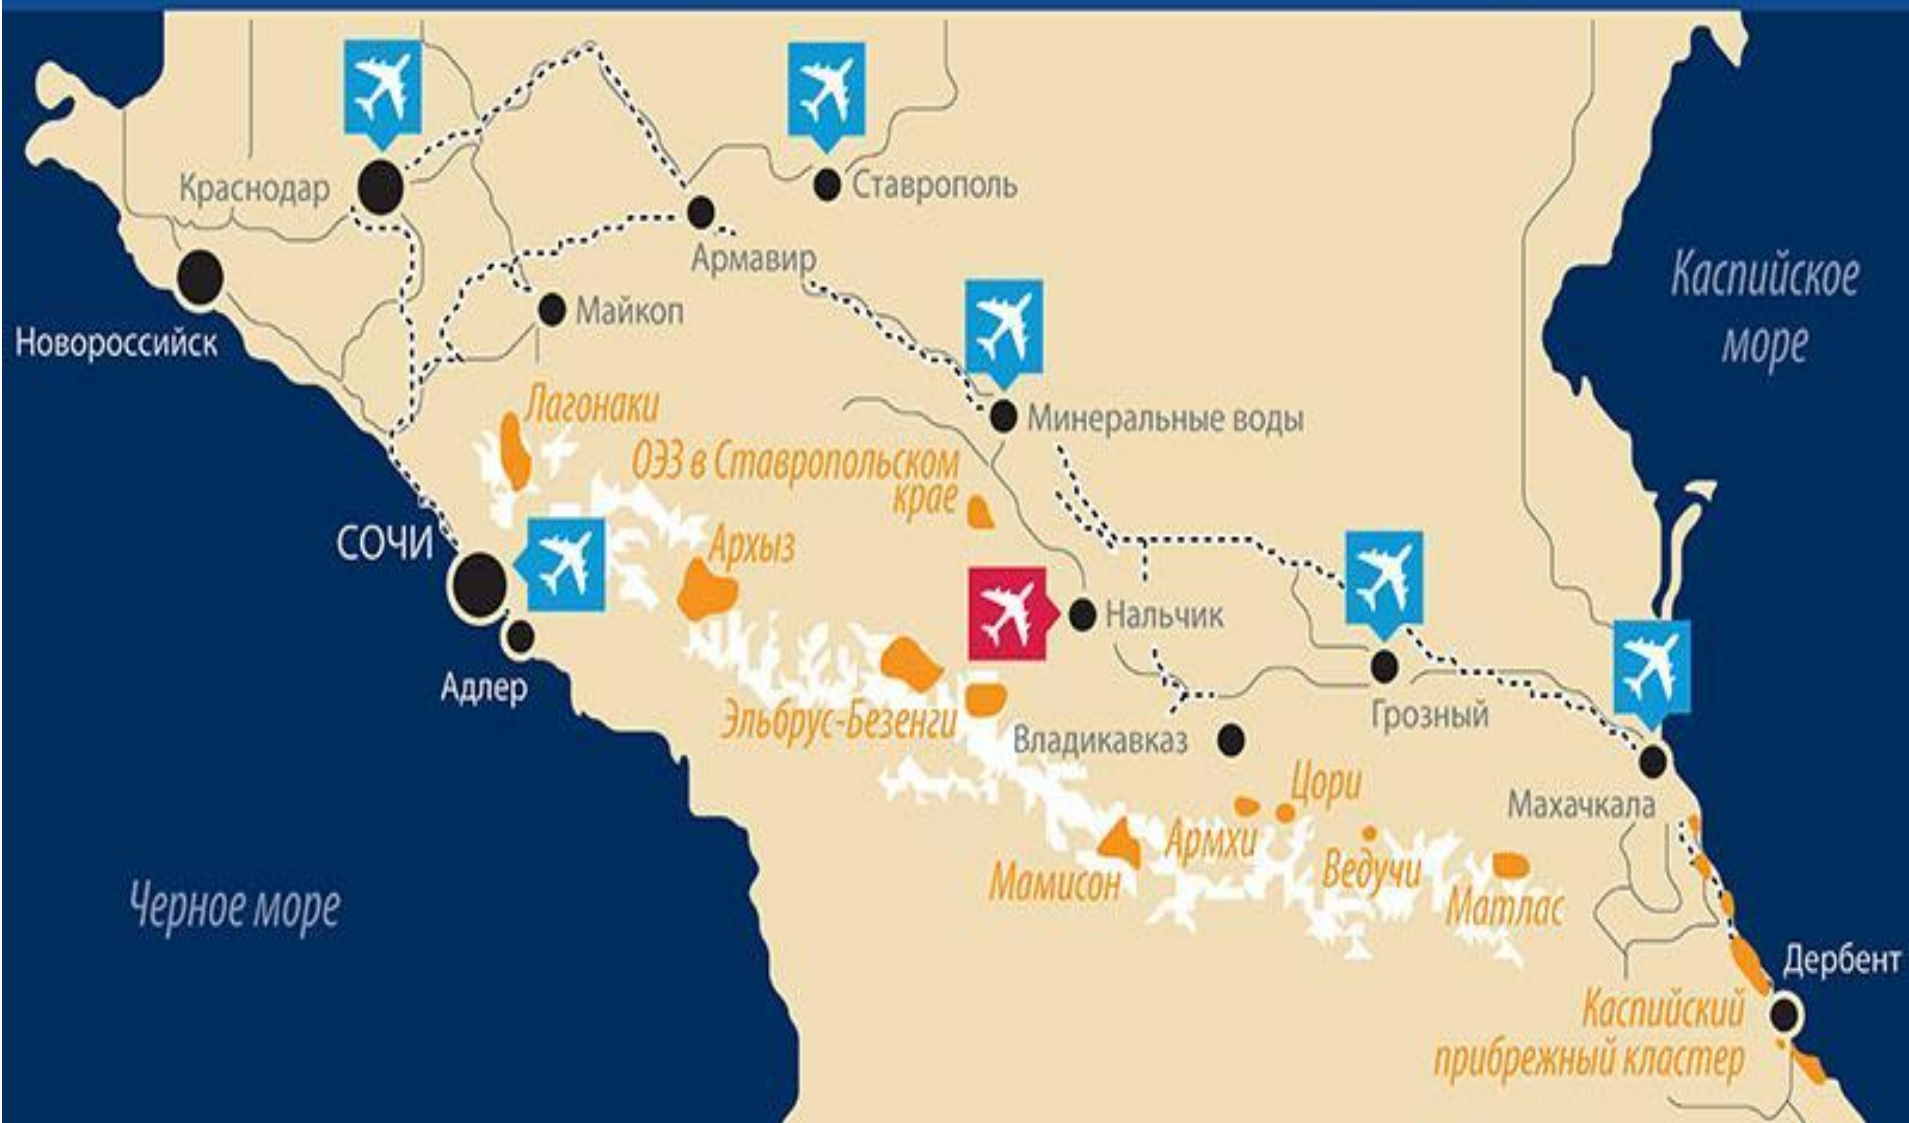 Краснодар
Ставрополь
Армавир
Каспийское
море
Майкоп
Новороссийск
Лагонаки
Минеральные воды
ОЭЗ в Ставропольском
крае
СОЧИ
Архыз
Нальчик
Адлер
Эльбрус-Безенги
Владикавказ
Грозный
Цори
Махачкала
Армхи
Ведучи
Мамисон
Матлас
Черное море
Дербент
Каспийский
прибрежный кластер